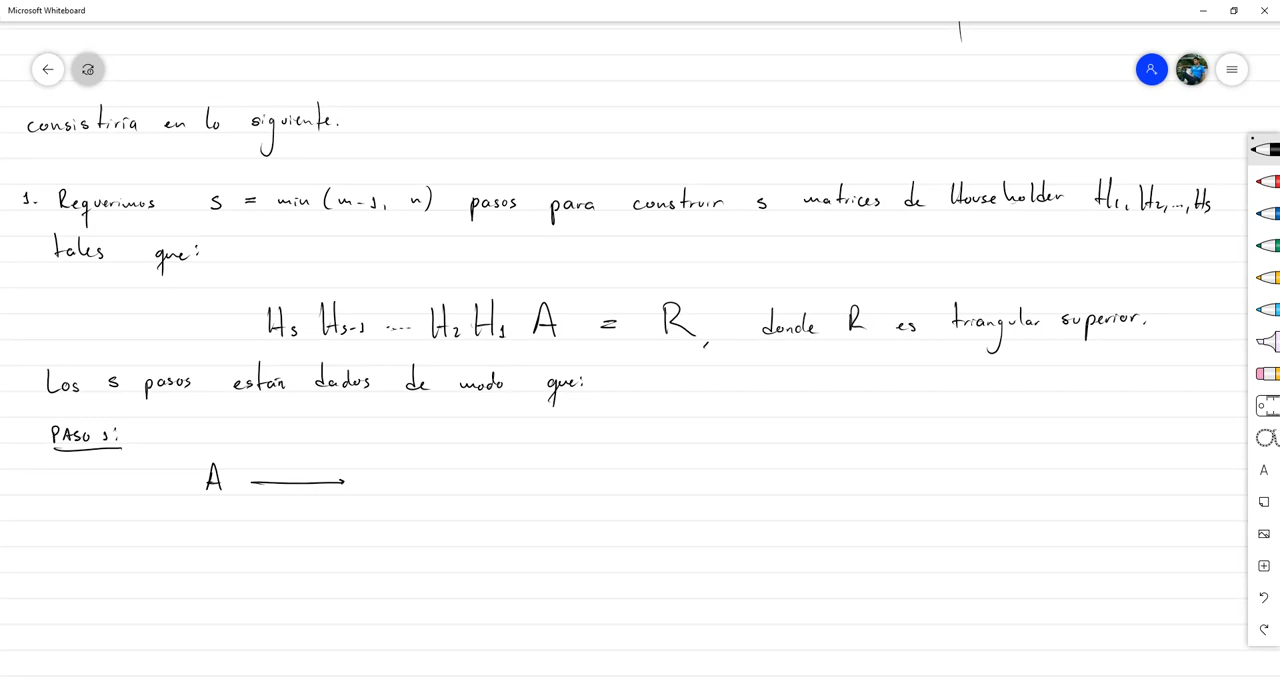 Microsoft Whiteboard
consistiría en lo siguiente.
1. Requerimos s = min (m-1, n) pasos para construir s matrices de Householder H1, H2, ..., Hs
tales que:
Hs Hs-1 .... H2 H1 A = R, donde R es triangular superior.
Los s pasos están dados de modo que:
PASO 1:
A ⟶